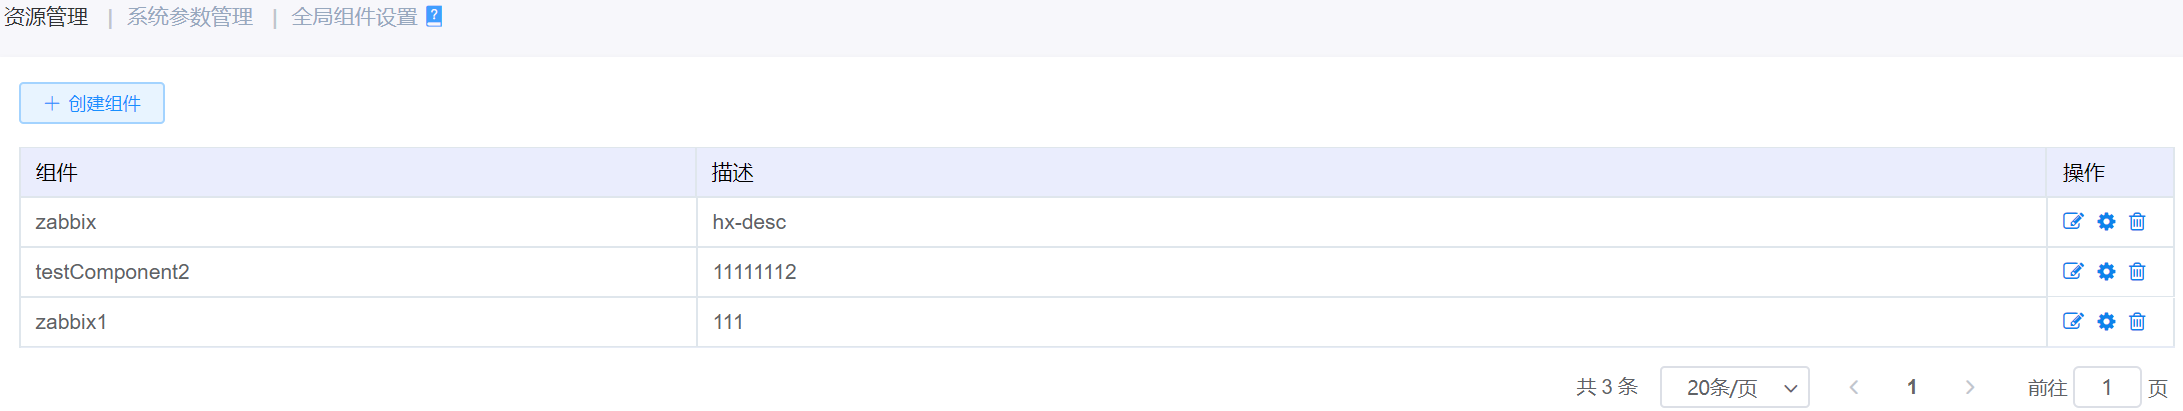 资源管理 | 系统参数管理 | 全局组件设置 ?
+ 创建组件
组件 描述 操作
zabbix hx-desc
testComponent2 11111112
zabbix1 111
共 3 条 20条/页 < 1 > 前往 1 页